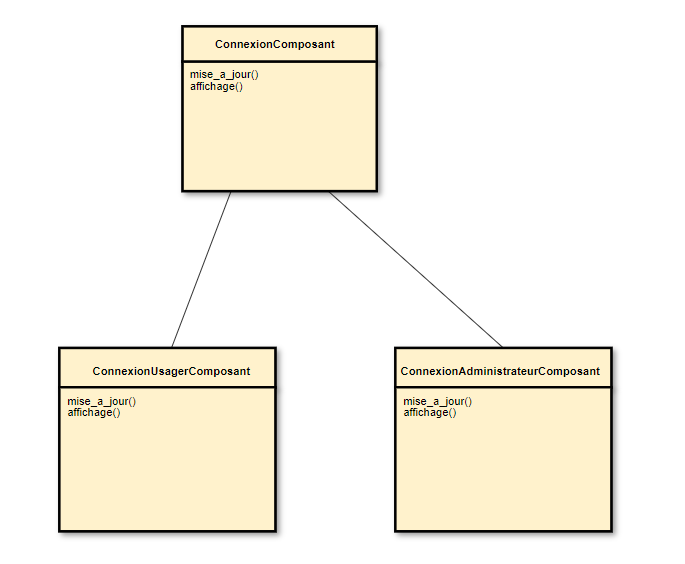 ConnexionComposant
mise_a_jour()
affichage()
ConnexionUsagerComposant
mise_a_jour()
affichage()
ConnexionAdministrateurComposant
mise_a_jour()
affichage()